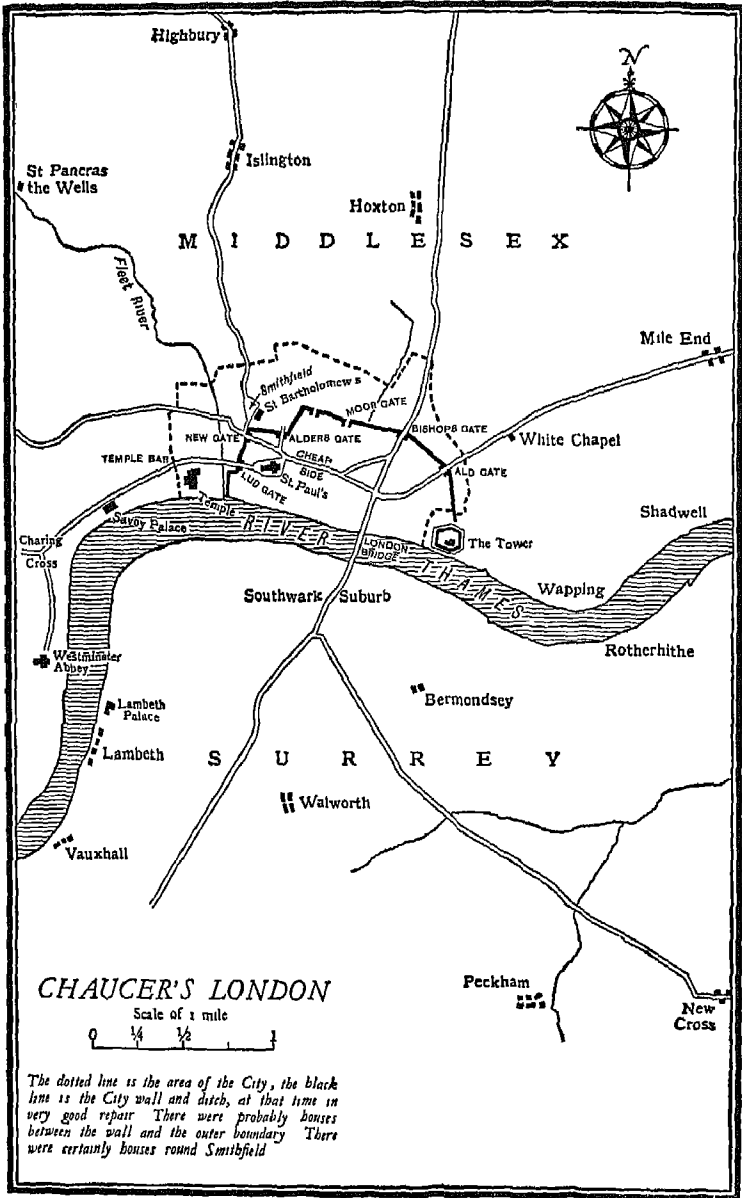 Highbury
N
Islington
St Pancras
the Wells
Hoxton
MIDDLESEX
Fleet River
Mile End
Smithfield
St Bartholomew's
MOOR GATE
NEW GATE
ALDERS GATE
BISHOPS GATE
White Chapel
TEMPLE BAR
CHEAP
SIDE
ALD GATE
St. Paul's
LUD GATE
Temple
Savoy Palace
RIVER THAMES
Shadwell
Charing
Cross
LONDON
BRIDGE
The Tower
Wapping
Southwark Suburb
Rotherhithe
Westminster
Abbey
Lambeth
Palace
Bermondsey
Lambeth
SURREY
Walworth
Vauxhall
Peckham
New
Cross
CHAUCER'S LONDON
Scale of 1 mile
0 ¼ ½ 1
The dotted line is the area of the City, the black
line is the City wall and ditch, at that time in
very good repair There were probably houses
between the wall and the outer boundary There
were certainly houses round Smithfield